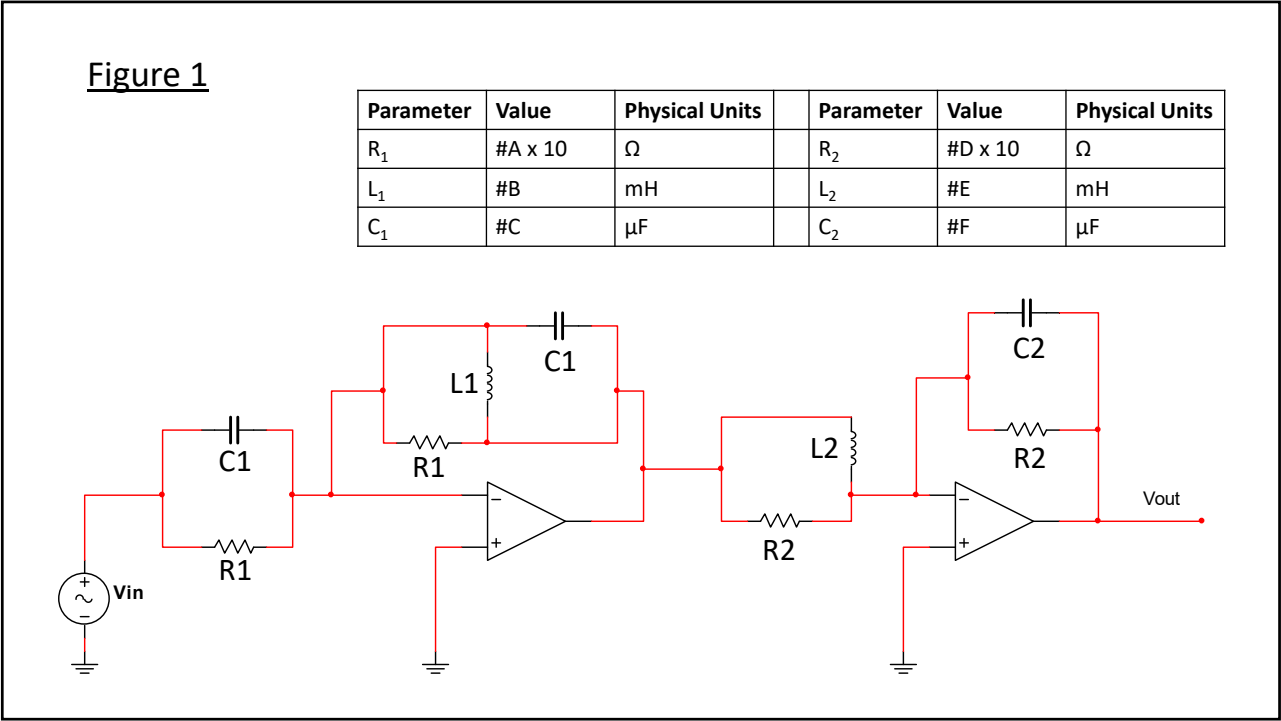 Figure 1
Parameter Value Physical Units Parameter Value Physical Units
R₁ #A x 10 Ω R₂ #D x 10 Ω
L₁ #B mH L₂ #E mH
C₁ #C µF C₂ #F µF
C1
L1
R1
C1
R1
C2
R2
L2
R2
Vout
Vin
+
−
−
+
−
+